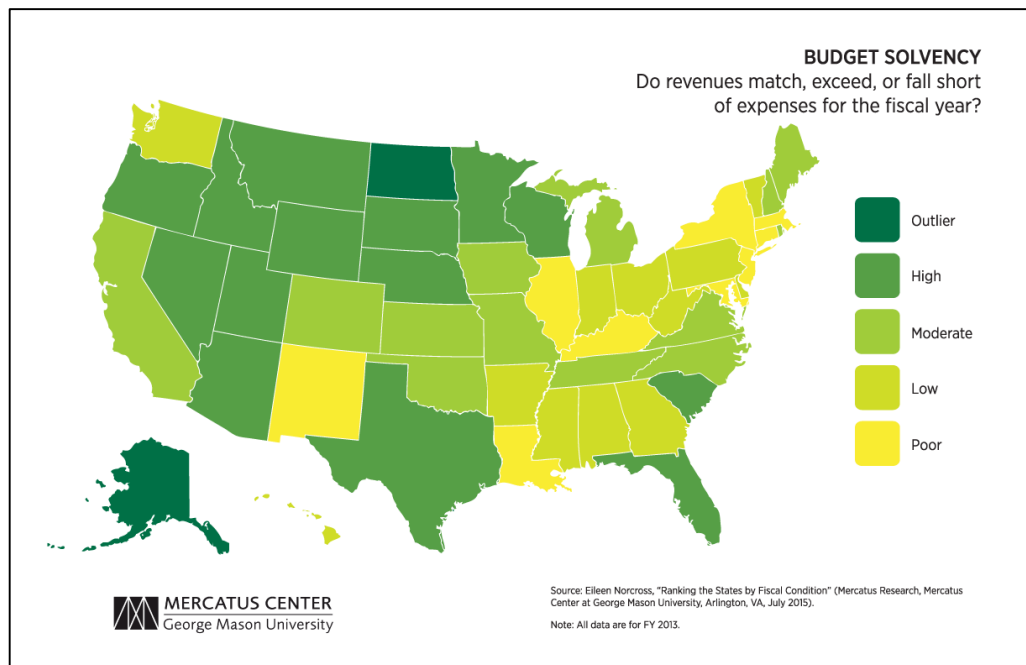 BUDGET SOLVENCY
Do revenues match, exceed, or fall short
of expenses for the fiscal year?
Outlier
High
Moderate
Low
Poor
MERCATUS CENTER
George Mason University
Source: Eileen Norcross, "Ranking the States by Fiscal Condition" (Mercatus Research, Mercatus
Center at George Mason University, Arlington, VA, July 2015).
Note: All data are for FY 2013.